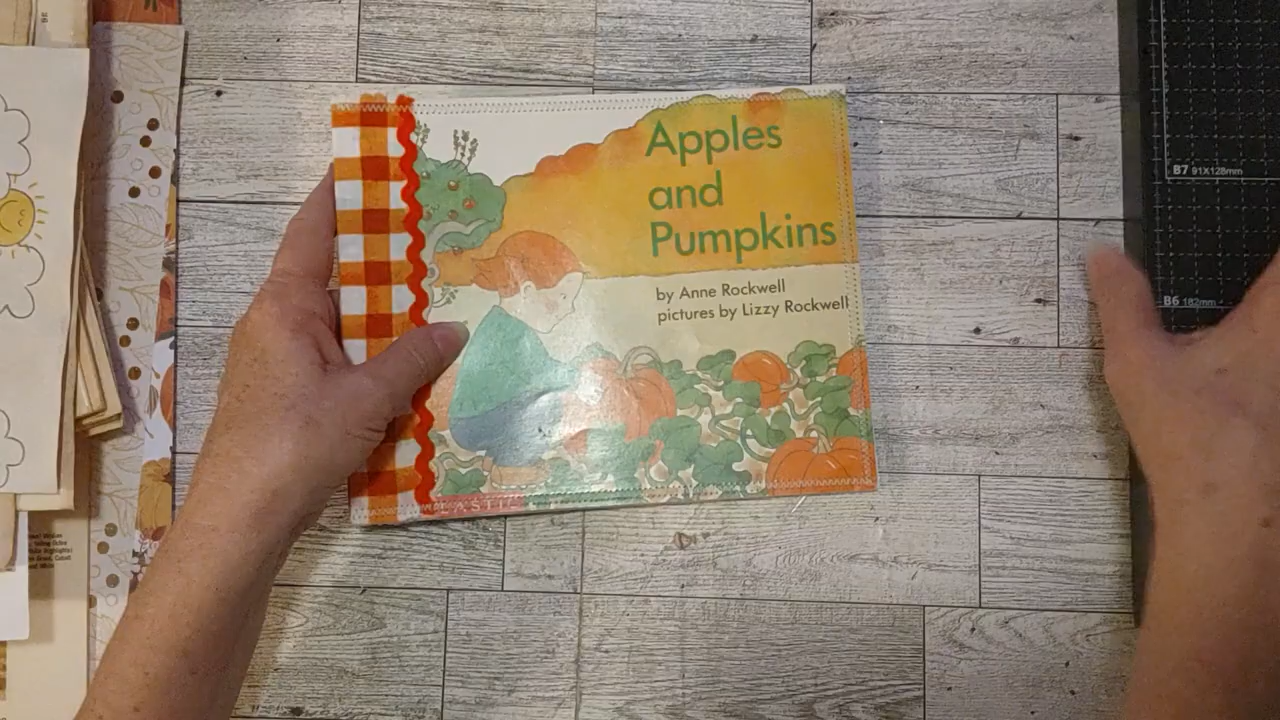 Apples
and
Pumpkins
by Anne Rockwell
pictures by Lizzy Rockwell
B7 91X128mm
B6 182mm